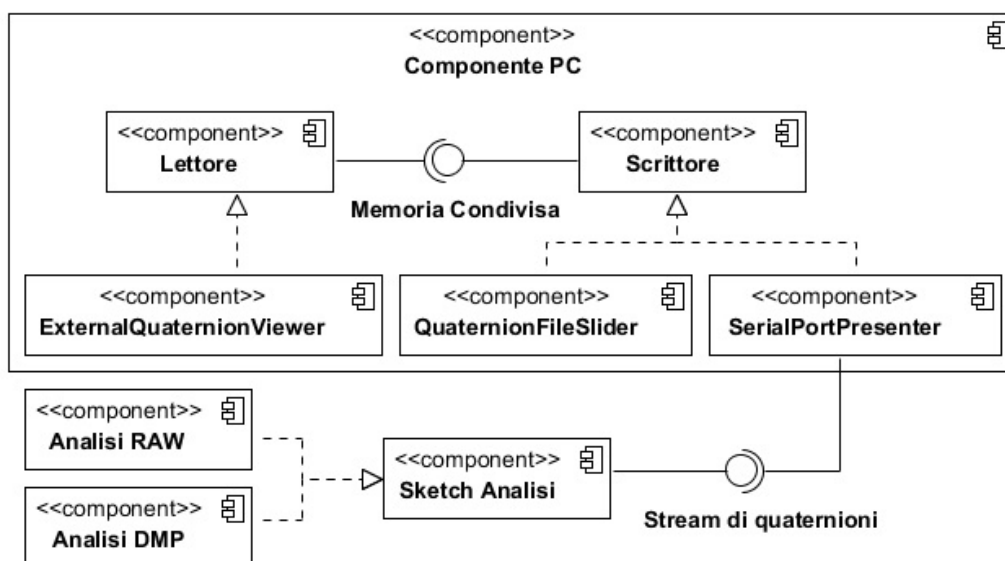 <<component>>
Componente PC
<<component>>
Lettore
<<component>>
Scrittore
Memoria Condivisa
<<component>>
ExternalQuaternionViewer
<<component>>
QuaternionFileSlider
<<component>>
SerialPortPresenter
<<component>>
Analisi RAW
<<component>>
Sketch Analisi
<<component>>
Analisi DMP
Stream di quaternioni